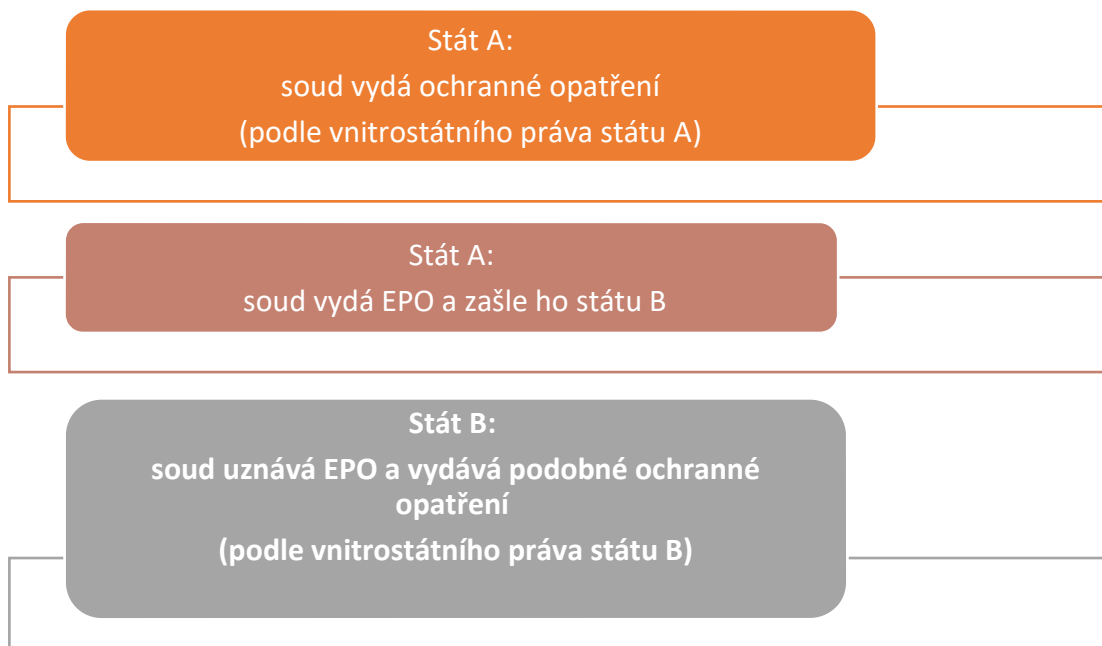 Stát A:
soud vydá ochranné opatření
(podle vnitrostátního práva státu A)
Stát A:
soud vydá EPO a zašle ho státu B
Stát B:
soud uznává EPO a vydává podobné ochranné
opatření
(podle vnitrostátního práva státu B)